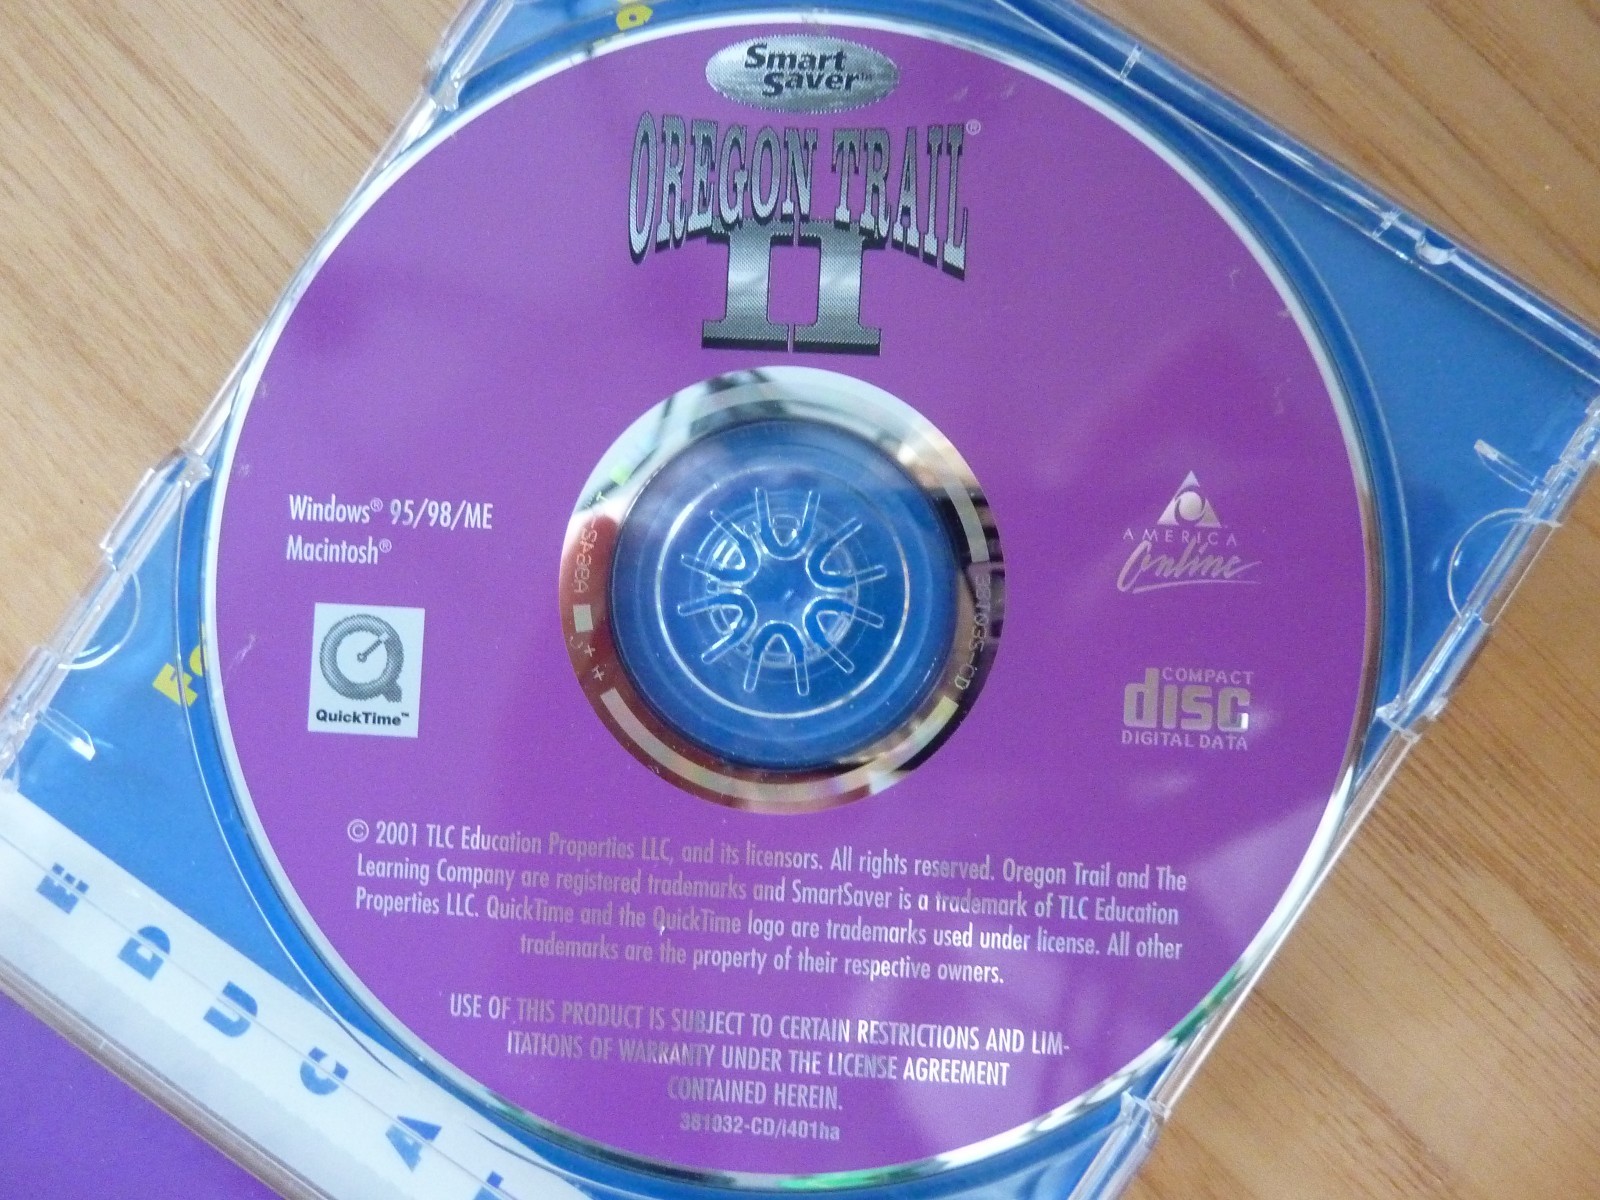 Smart
Saver™
OREGON TRAIL®
II
Windows® 95/98/ME
Macintosh®
QuickTime™
AMERICA
Online
COMPACT
disc
DIGITAL DATA
© 2001 TLC Education Properties LLC, and its licensors. All rights reserved. Oregon Trail and The
Learning Company are registered trademarks and SmartSaver is a trademark of TLC Education
Properties LLC. QuickTime and the QuickTime logo are trademarks used under license. All other
trademarks are the property of their respective owners.
USE OF THIS PRODUCT IS SUBJECT TO CERTAIN RESTRICTIONS AND LIM-
ITATIONS OF WARRANTY UNDER THE LICENSE AGREEMENT
CONTAINED HEREIN.
381032-CD/i401ha
EDUCAT